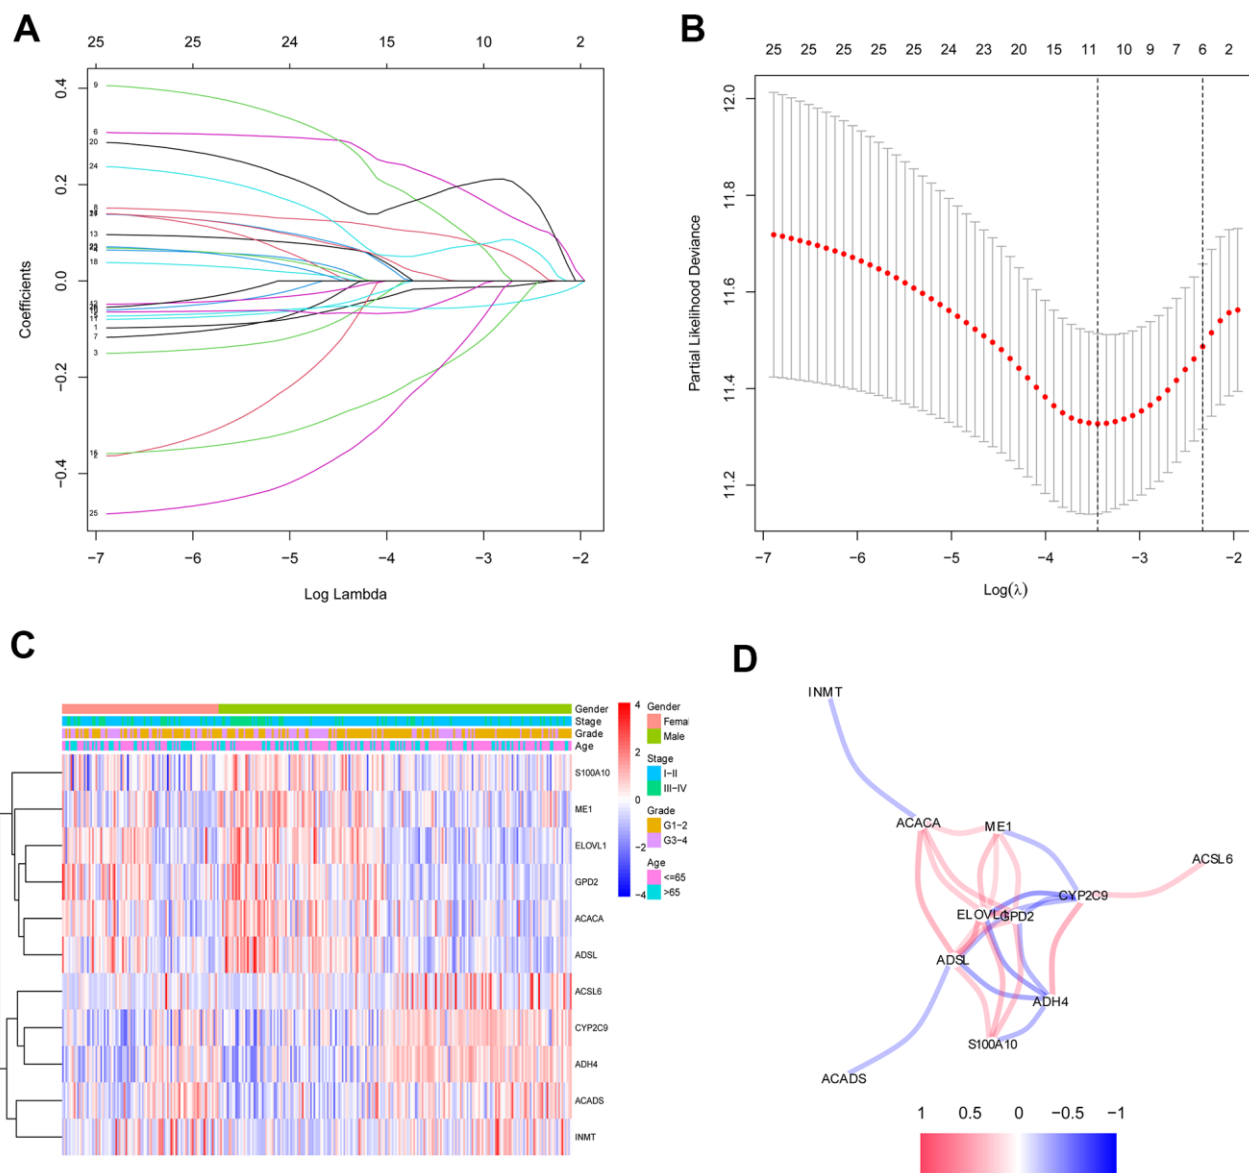 A
25 25 24 15 10 2
0.4
0.2
0.0
−0.2
−0.4
Coefficients
9
6
20
24
8
13
18
11
1
7
3
2
25
−7 −6 −5 −4 −3 −2
Log Lambda
B
25 25 25 25 25 24 23 20 15 11 10 9 7 6 2
12.0
11.8
11.6
11.4
11.2
Partial Likelihood Deviance
−7 −6 −5 −4 −3 −2
Log(λ)
C
Gender
Stage
Grade
Age
S100A10
ME1
ELOVL1
GPD2
ACACA
ADSL
ACSL6
CYP2C9
ADH4
ACADS
INMT
4
2
0
−2
−4
Gender
Femal
Male
Stage
I−II
III−IV
Grade
G1−2
G3−4
Age
<=65
>65
D
INMT
ACACA
ME1
ACSL6
CYP2C9
ELOVL1
GPD2
ADSL
ADH4
S100A10
ACADS
1 0.5 0 −0.5 −1